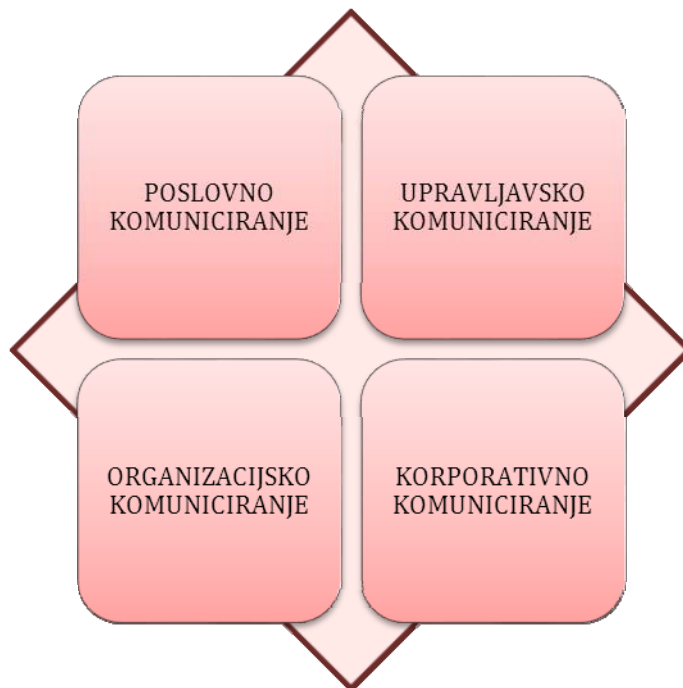 POSLOVNO
KOMUNICIRANJE
UPRAVLJAVSKO
KOMUNICIRANJE
ORGANIZACIJSKO
KOMUNICIRANJE
KORPORATIVNO
KOMUNICIRANJE